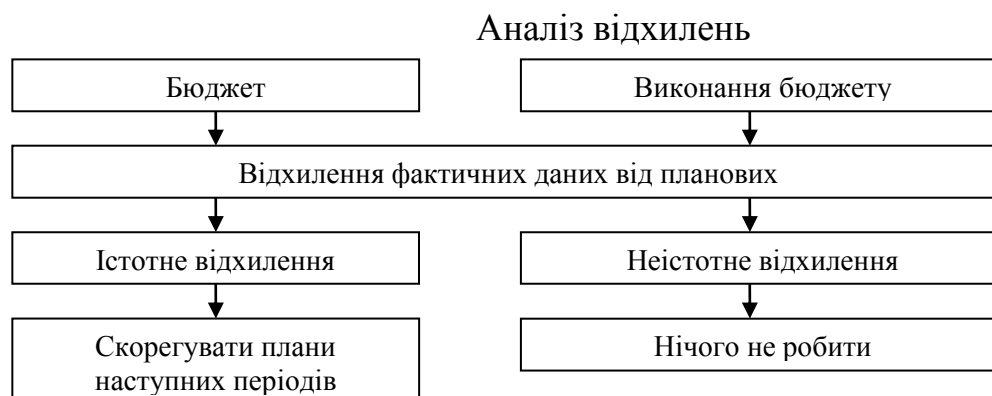 Аналіз відхилень
Бюджет
Виконання бюджету
Відхилення фактичних даних від планових
Істотне відхилення
Неістотне відхилення
Скорегувати плани
наступних періодів
Нічого не робити